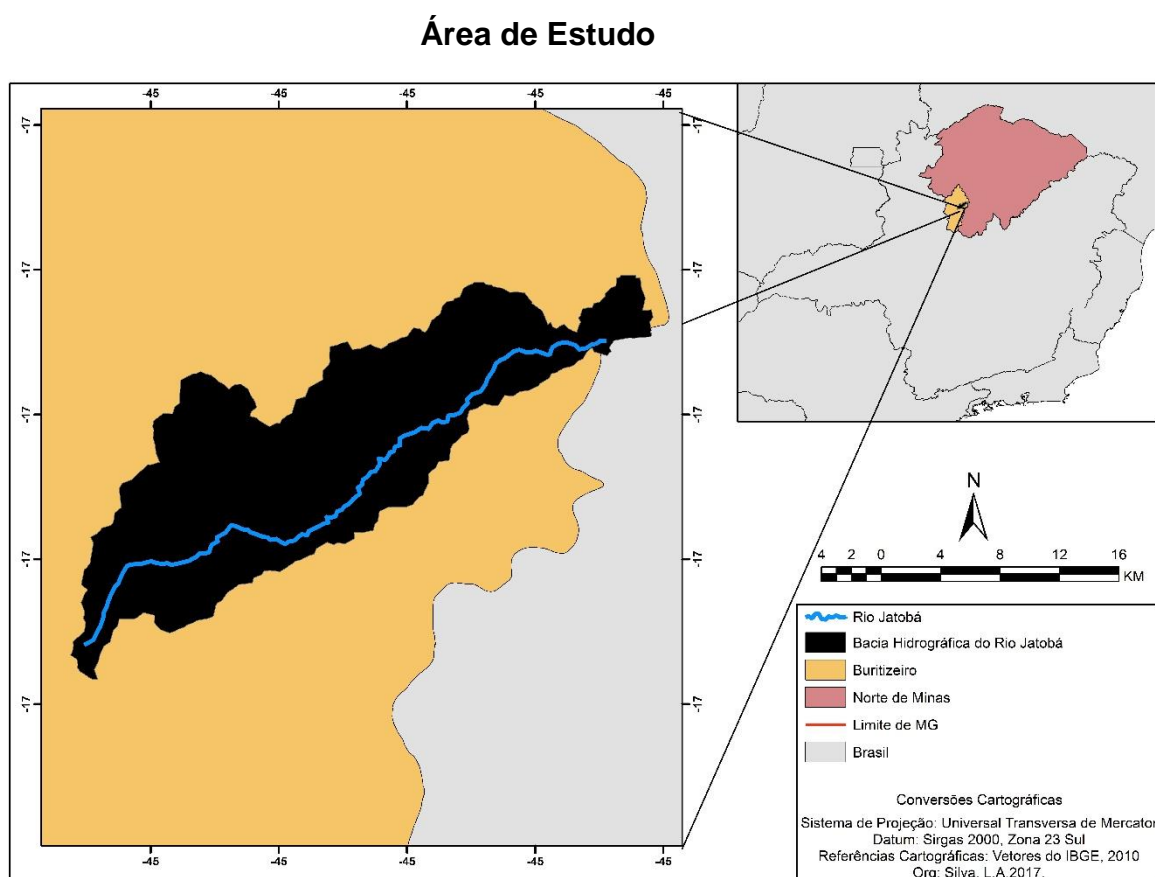 Área de Estudo
-45 -45 -45 -45 -45
-17 -17
-17 -17
-17 -17
-17 -17
-17 -17
-45 -45 -45 -45 -45
N
4 2 0 4 8 12 16
KM
Rio Jatobá
Bacia Hidrográfica do Rio Jatobá
Buritizeiro
Norte de Minas
Limite de MG
Brasil
Conversões Cartográficas
Sistema de Projeção: Universal Transversa de Mercator
Datum: Sirgas 2000, Zona 23 Sul
Referências Cartográficas: Vetores do IBGE, 2010
Org: Silva, L.A.2017.